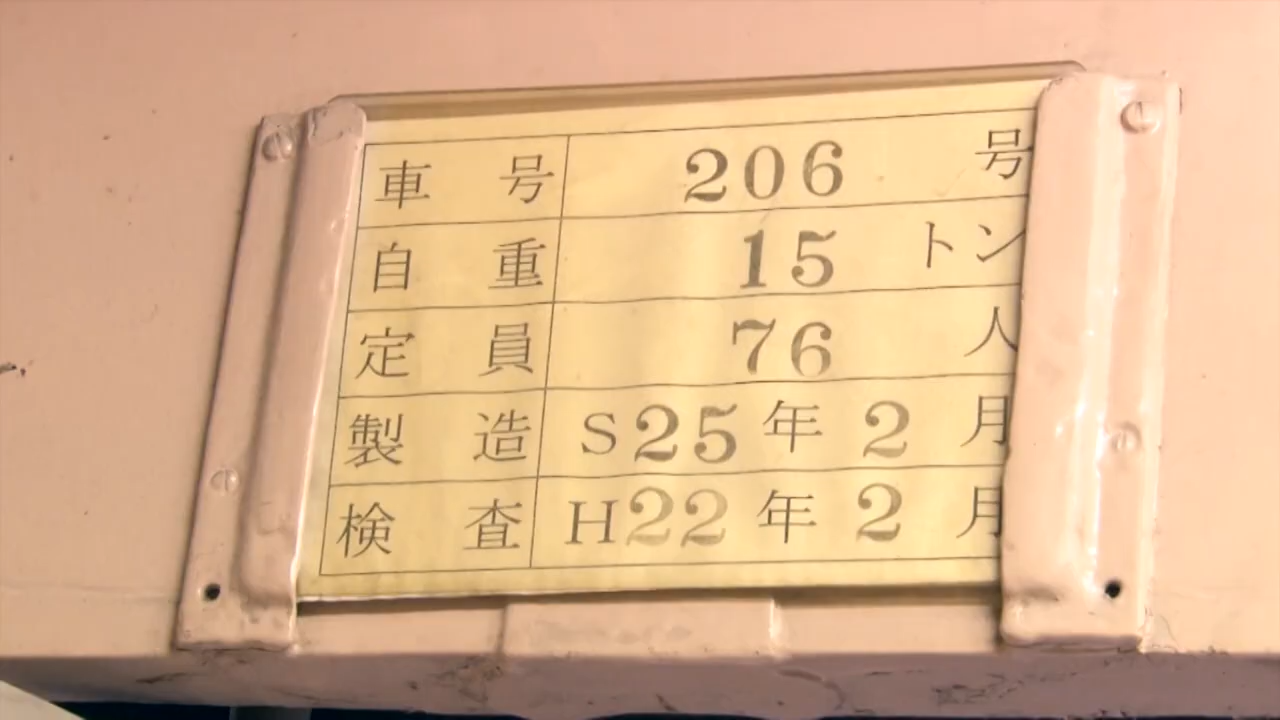 車号 206 号
自重 15 トン
定員 76 人
製造 S25年2月
検査 H22年2月